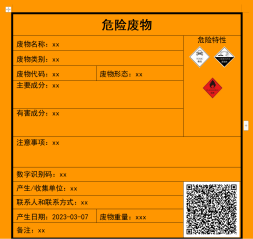 危险废物
废物名称：xx
危险特性
废物类别：xx
废物代码：xx
废物形态：xx
主要成分：xx
有害成分：xx
注意事项：xx
数字识别码：xx
产生/收集单位：xx
联系人和联系方式：xx
产生日期：2023-03-07
废物重量：xxx
备注：xx